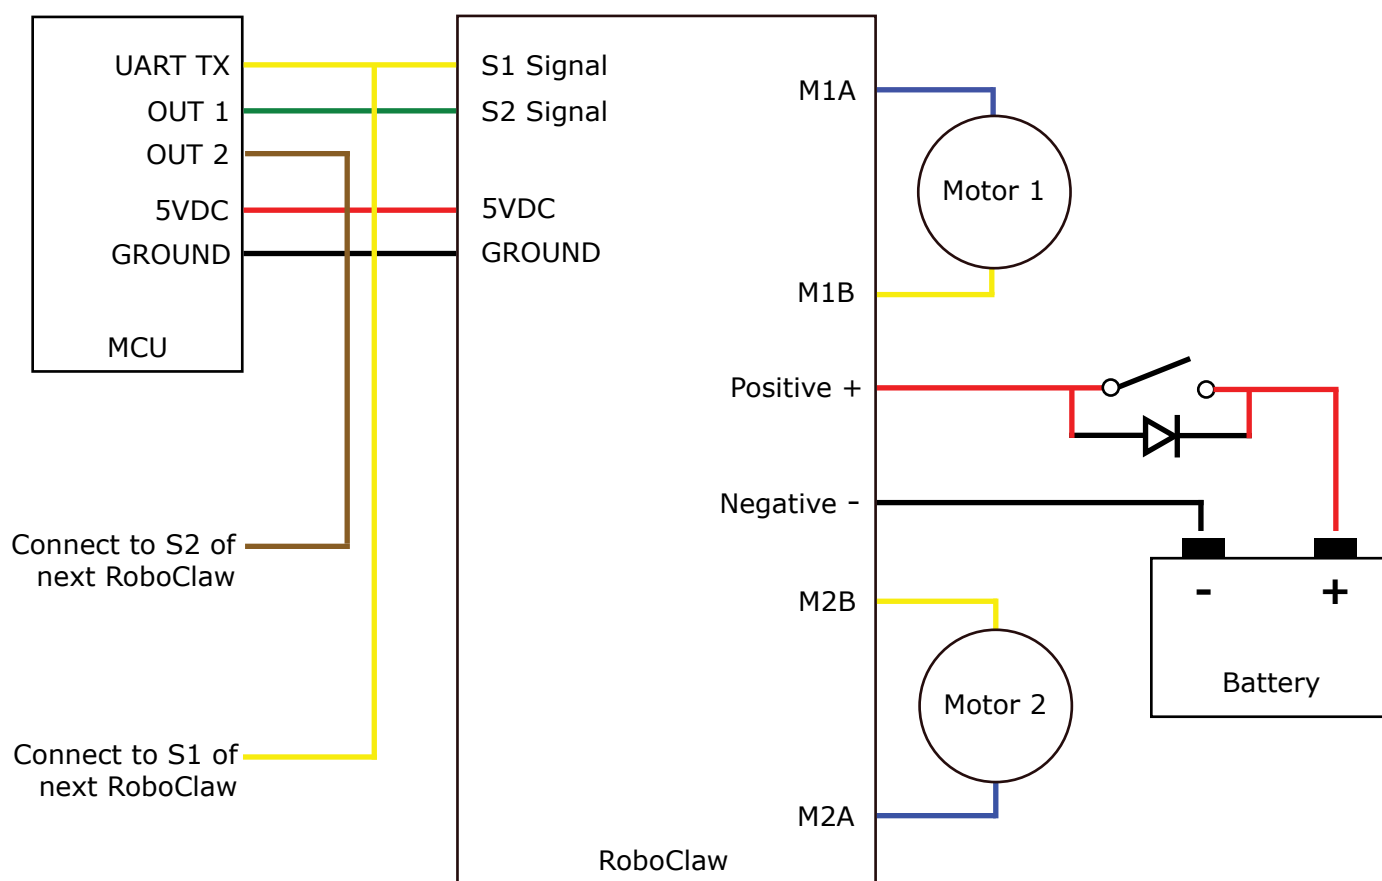 UART TX
OUT 1
OUT 2
5VDC
GROUND
MCU
Connect to S2 of
next RoboClaw
Connect to S1 of
next RoboClaw
S1 Signal
S2 Signal
5VDC
GROUND
M1A
M1B
Positive +
Negative -
M2B
M2A
RoboClaw
Motor 1
Motor 2
- +
Battery